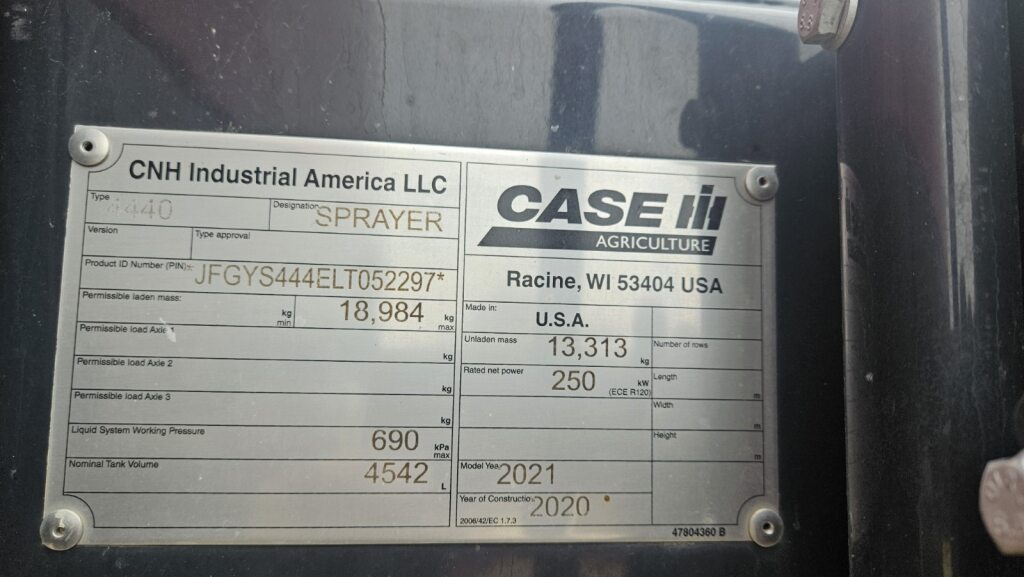 CNH Industrial America LLC
Type 4440
Designation SPRAYER
Version
Type approval
Product ID Number (PIN) *JFGYS444ELT052297*
Permissible laden mass: kg min 18,984 kg max
Permissible load Axle 1 kg
Permissible load Axle 2 kg
Permissible load Axle 3 kg
Liquid System Working Pressure 690 kPa max
Nominal Tank Volume 4542 L
CASE IH
AGRICULTURE
Racine, WI 53404 USA
Made in: U.S.A.
Unladen mass 13,313 kg
Number of rows
Rated net power 250 kW (ECE R120)
Length m
Width m
Height m
Model Year 2021
Year of Construction 2020
2006/42/EC 1.7.3
47804360 B